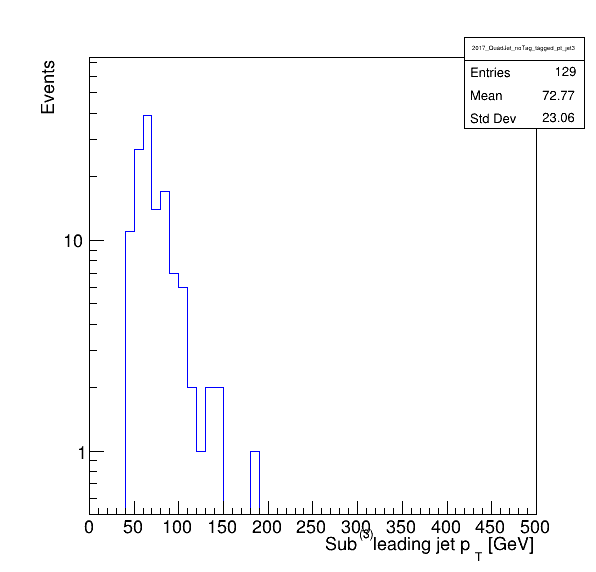 2017_QuadJet_noTag_tagged_pt_jet3
Entries 129
Mean 72.77
Std Dev 23.06
Events
10
1
0 50 100 150 200 250 300 350 400 450 500
Sub(3)leading jet pT [GeV]